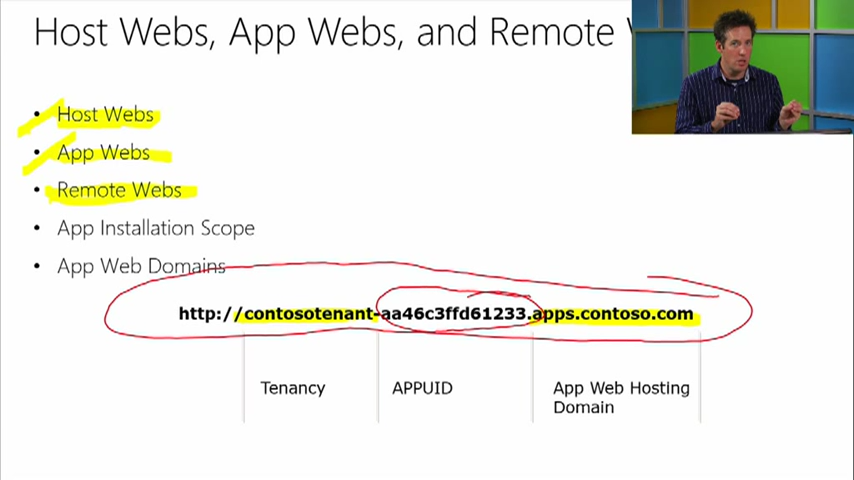 Host Webs, App Webs, and Remote
• Host Webs
• App Webs
• Remote Webs
• App Installation Scope
• App Web Domains
http://contosotenant-aa46c3ffd61233.apps.contoso.com
Tenancy
APPUID
App Web Hosting
Domain